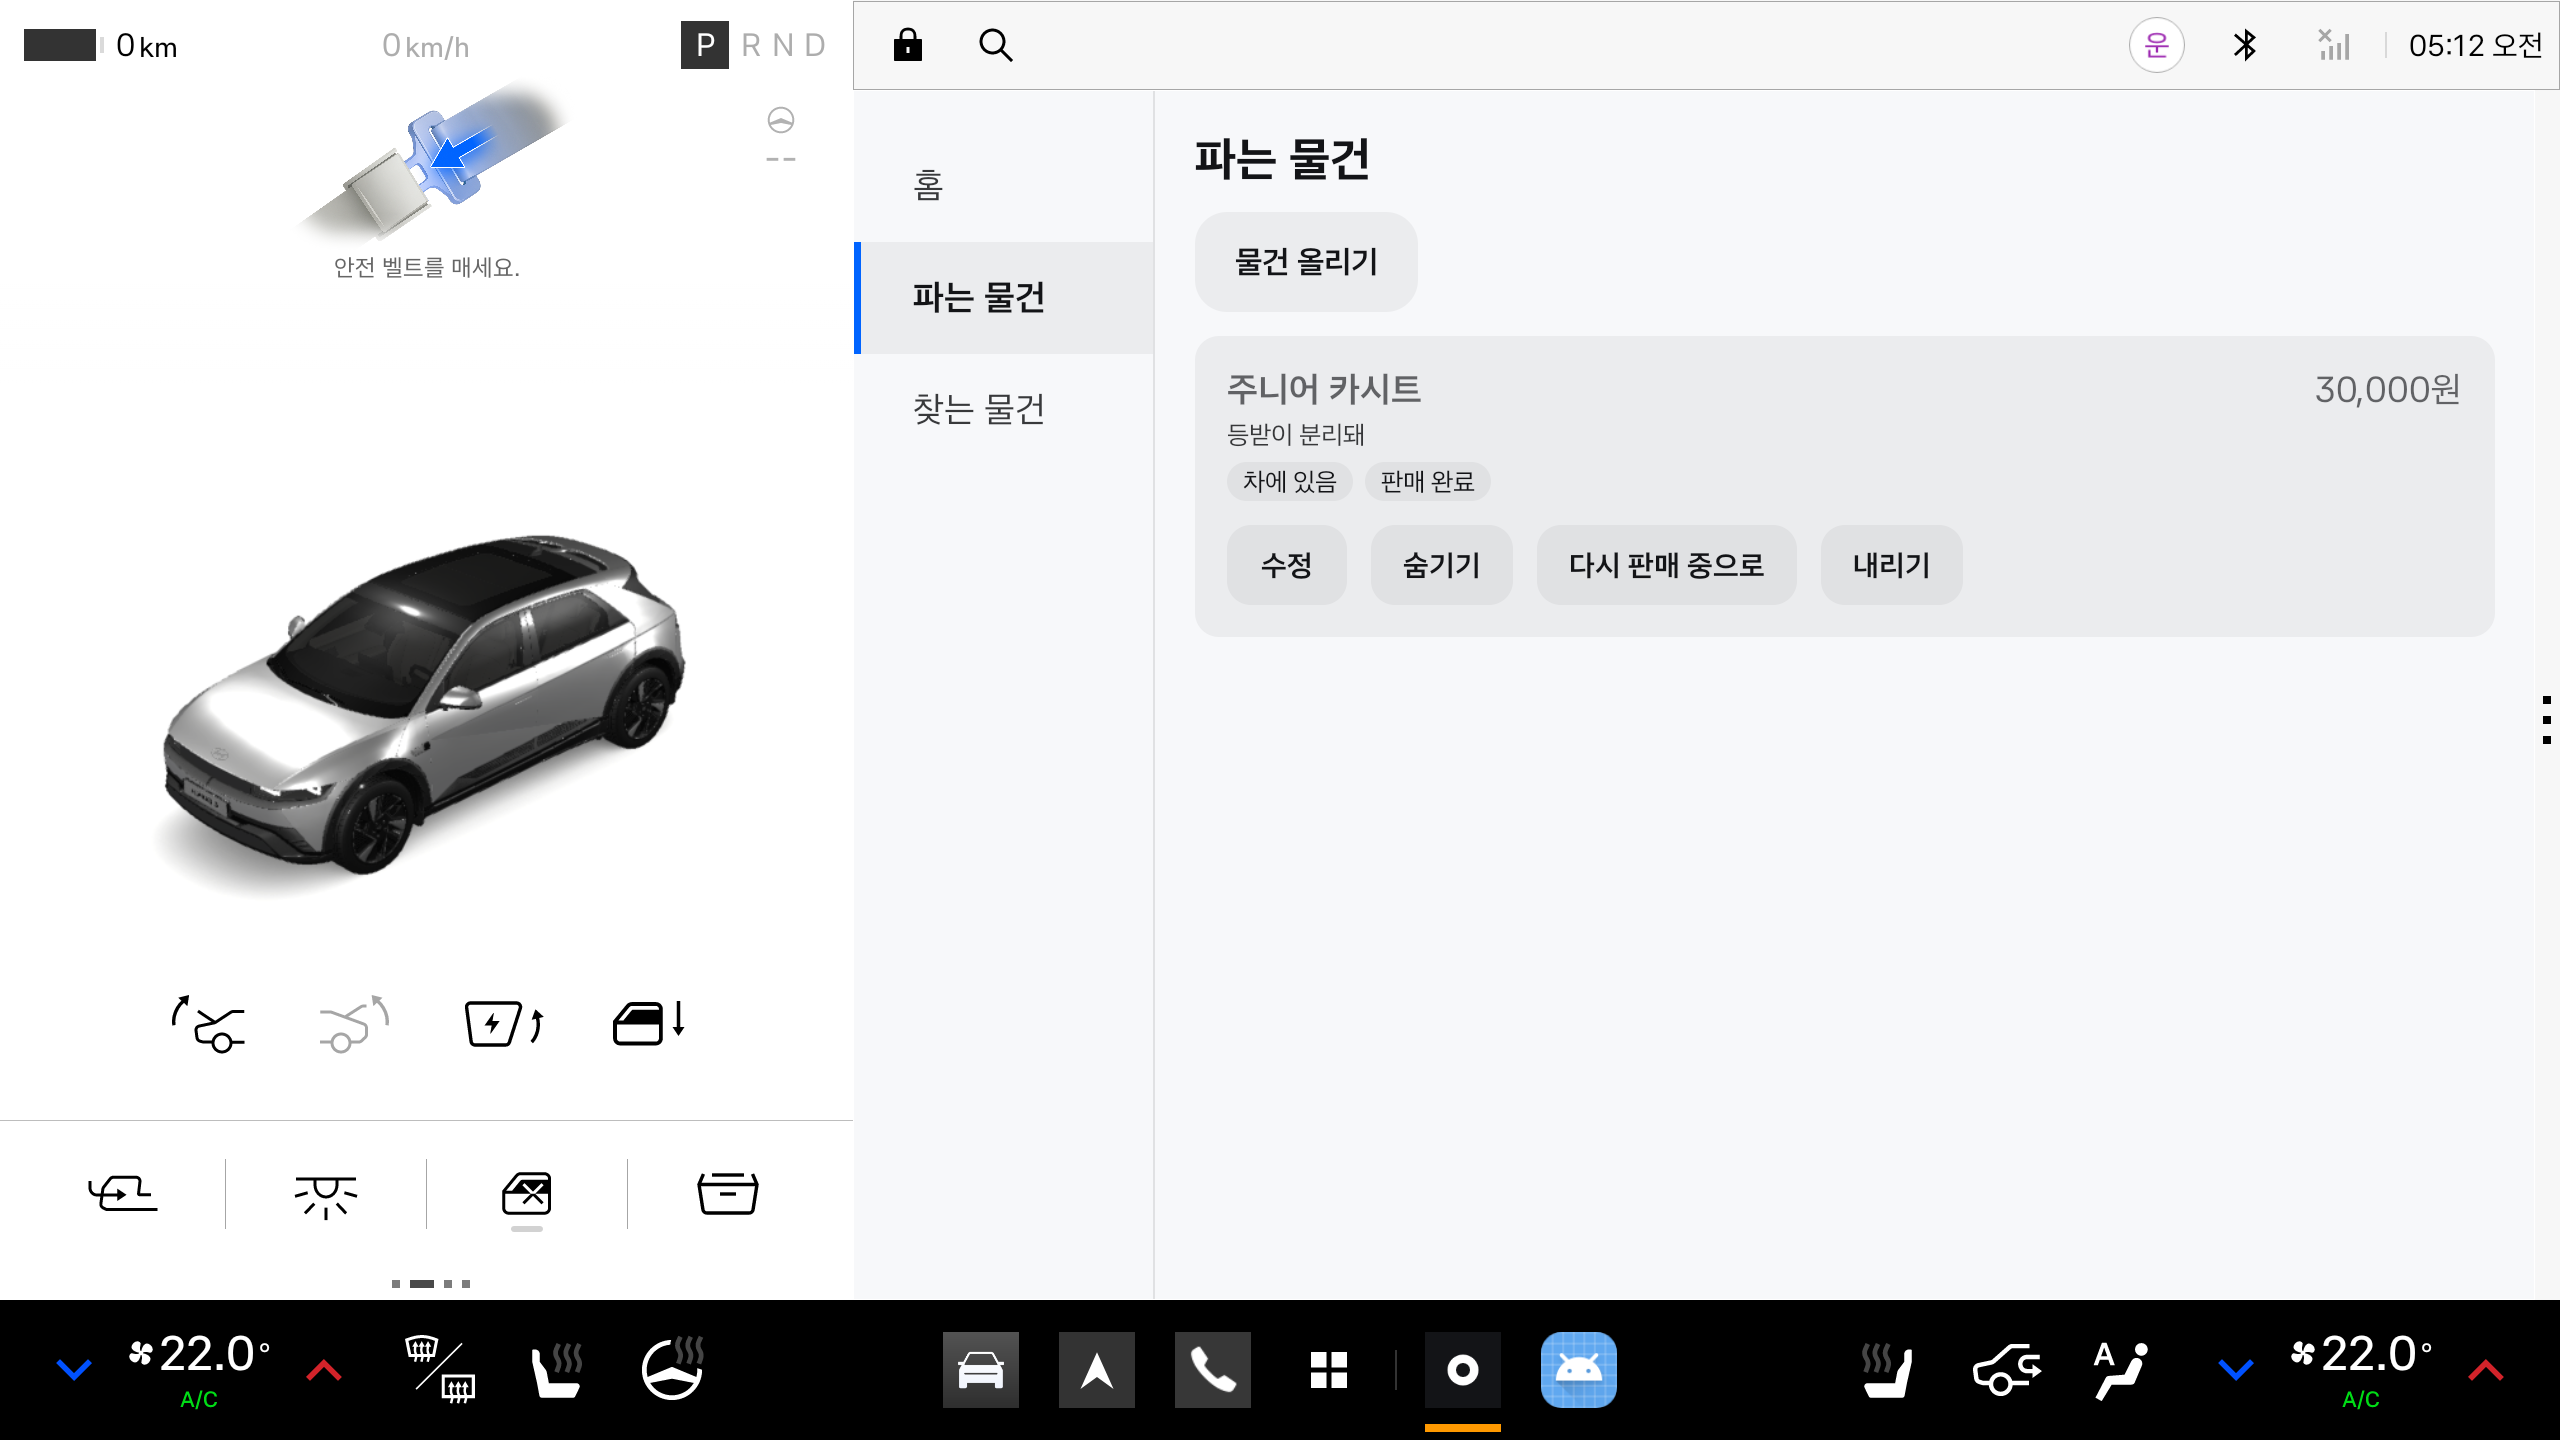 0 km
0 km/h
P R N D
안전 벨트를 매세요.
--
운
05:12 오전
홈
파는 물건
찾는 물건
파는 물건
물건 올리기
주니어 카시트
30,000원
등받이 분리돼
차에 있음
판매 완료
수정
숨기기
다시 판매 중으로
내리기
22.0°
A/C
A
22.0°
A/C